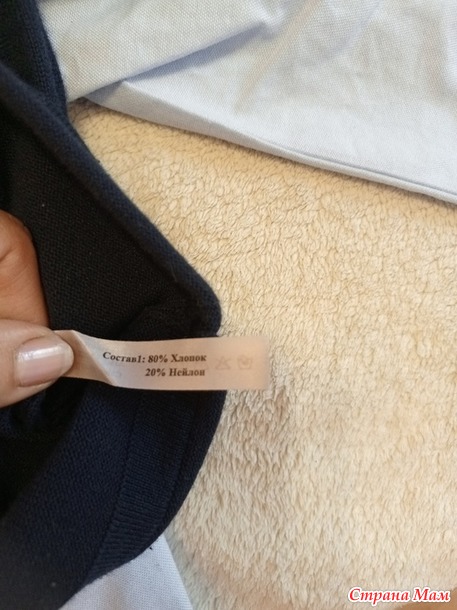 Состав1: 80% Хлопок
20% Нейлон
Страна Мам